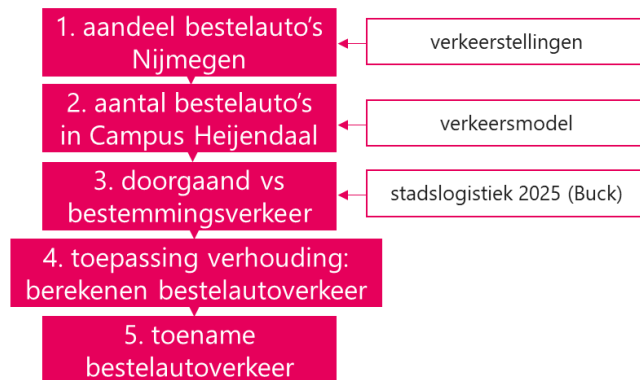 1. aandeel bestelauto’s
Nijmegen
verkeerstellingen
2. aantal bestelauto’s
in Campus Heijendaal
verkeersmodel
3. doorgaand vs
bestemmingsverkeer
stadslogistiek 2025 (Buck)
4. toepassing verhouding:
berekenen bestelautoverkeer
5. toename
bestelautoverkeer